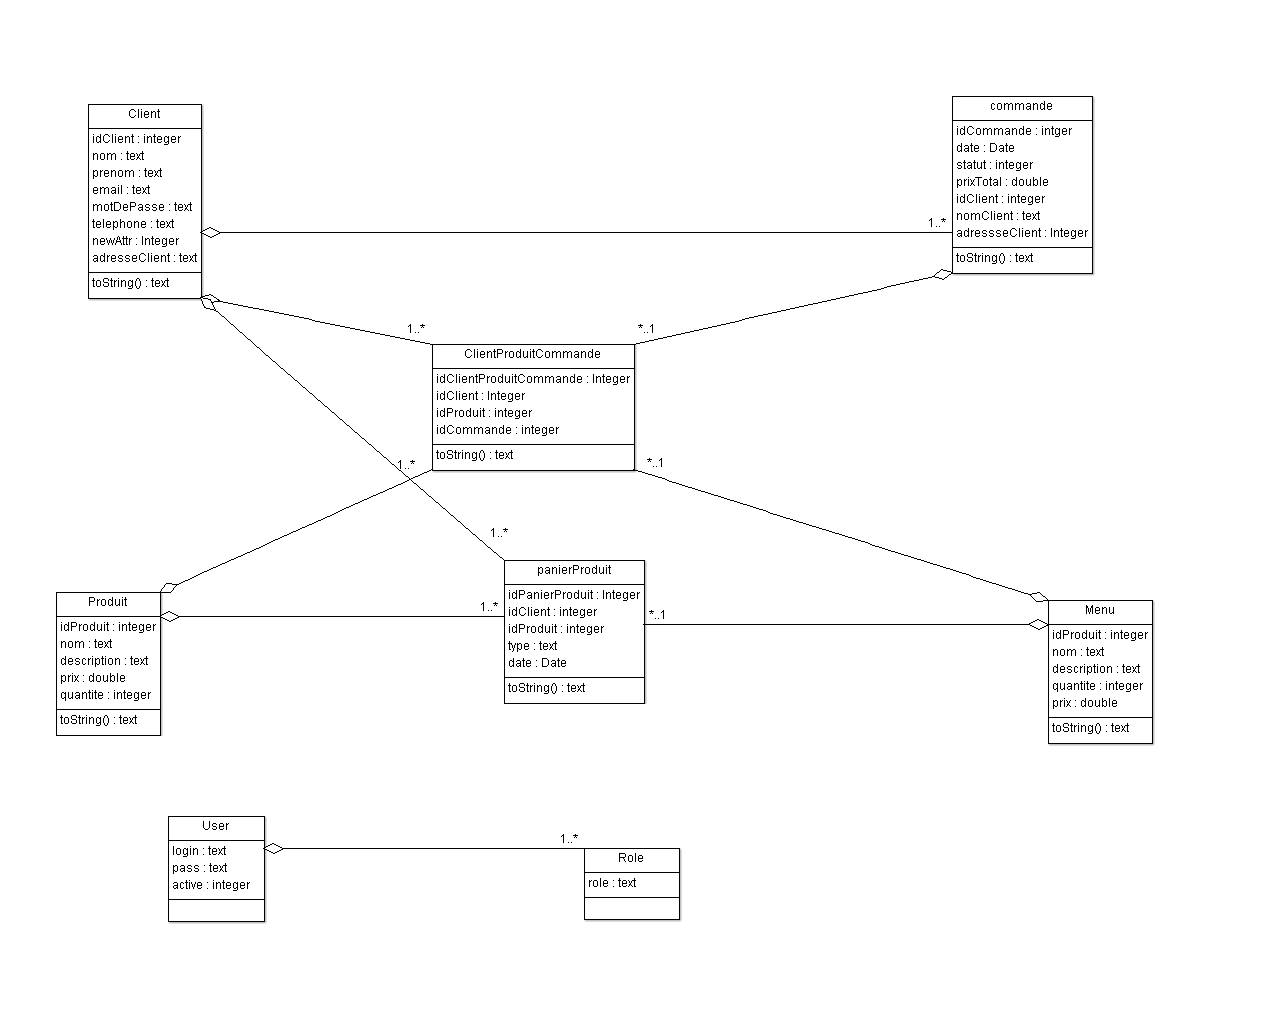 Client
idClient : integer
nom : text
prenom : text
email : text
motDePasse : text
telephone : text
newAttr : Integer
adresseClient : text
toString() : text
commande
idCommande : intger
date : Date
statut : integer
prixTotal : double
idClient : integer
nomClient : text
adressseClient : Integer
toString() : text
1..*
1..*
*..1
ClientProduitCommande
idClientProduitCommande : Integer
idClient : Integer
idProduit : integer
idCommande : integer
toString() : text
1..*
*..1
1..*
panierProduit
idPanierProduit : Integer
idClient : integer
idProduit : integer
type : text
date : Date
toString() : text
1..*
*..1
Produit
idProduit : integer
nom : text
description : text
prix : double
quantite : integer
toString() : text
Menu
idProduit : integer
nom : text
description : text
quantite : integer
prix : double
toString() : text
User
login : text
pass : text
active : integer
1..*
Role
role : text